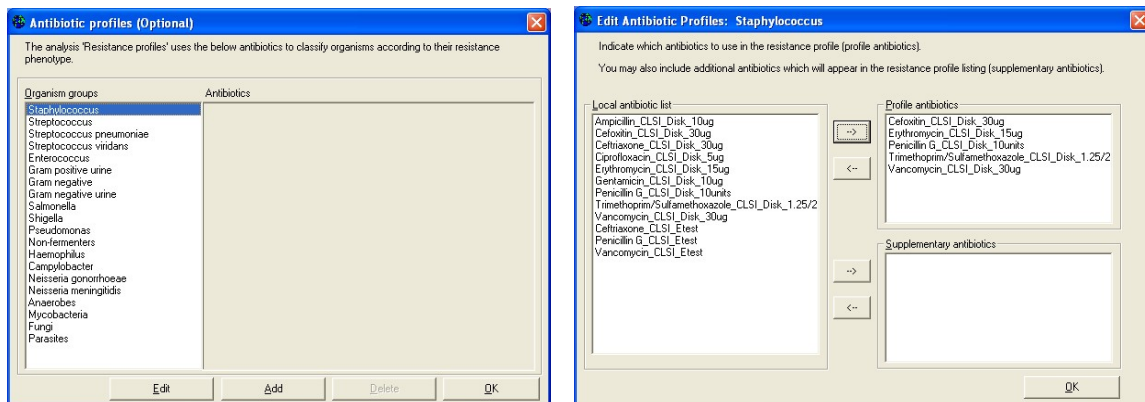 Antibiotic profiles (Optional)
The analysis 'Resistance profiles' uses the below antibiotics to classify organisms according to their resistance
phenotype.
Organism groups
Antibiotics
Staphylococcus
Streptococcus
Streptococcus pneumoniae
Streptococcus viridans
Enterococcus
Gram positive urine
Gram negative
Gram negative urine
Salmonella
Shigella
Pseudomonas
Non-fermenters
Haemophilus
Campylobacter
Neisseria gonorrhoeae
Neisseria meningitidis
Anaerobes
Mycobacteria
Fungi
Parasites
Edit
Add
Delete
OK
Edit Antibiotic Profiles: Staphylococcus
Indicate which antibiotics to use in the resistance profile (profile antibiotics).
You may also include additional antibiotics which will appear in the resistance profile listing (supplementary antibiotics).
Local antibiotic list
Ampicillin_CLSI_Disk_10ug
Cefoxitin_CLSI_Disk_30ug
Ceftriaxone_CLSI_Disk_30ug
Ciprofloxacin_CLSI_Disk_5ug
Erythromycin_CLSI_Disk_15ug
Gentamicin_CLSI_Disk_10ug
Penicillin G_CLSI_Disk_10units
Trimethoprim/Sulfamethoxazole_CLSI_Disk_1.25/2
Vancomycin_CLSI_Disk_30ug
Ceftriaxone_CLSI_Etest
Penicillin G_CLSI_Etest
Vancomycin_CLSI_Etest
-->
<--
Profile antibiotics
Cefoxitin_CLSI_Disk_30ug
Erythromycin_CLSI_Disk_15ug
Penicillin G_CLSI_Disk_10units
Trimethoprim/Sulfamethoxazole_CLSI_Disk_1.25/2
Vancomycin_CLSI_Disk_30ug
-->
<--
Supplementary antibiotics
OK